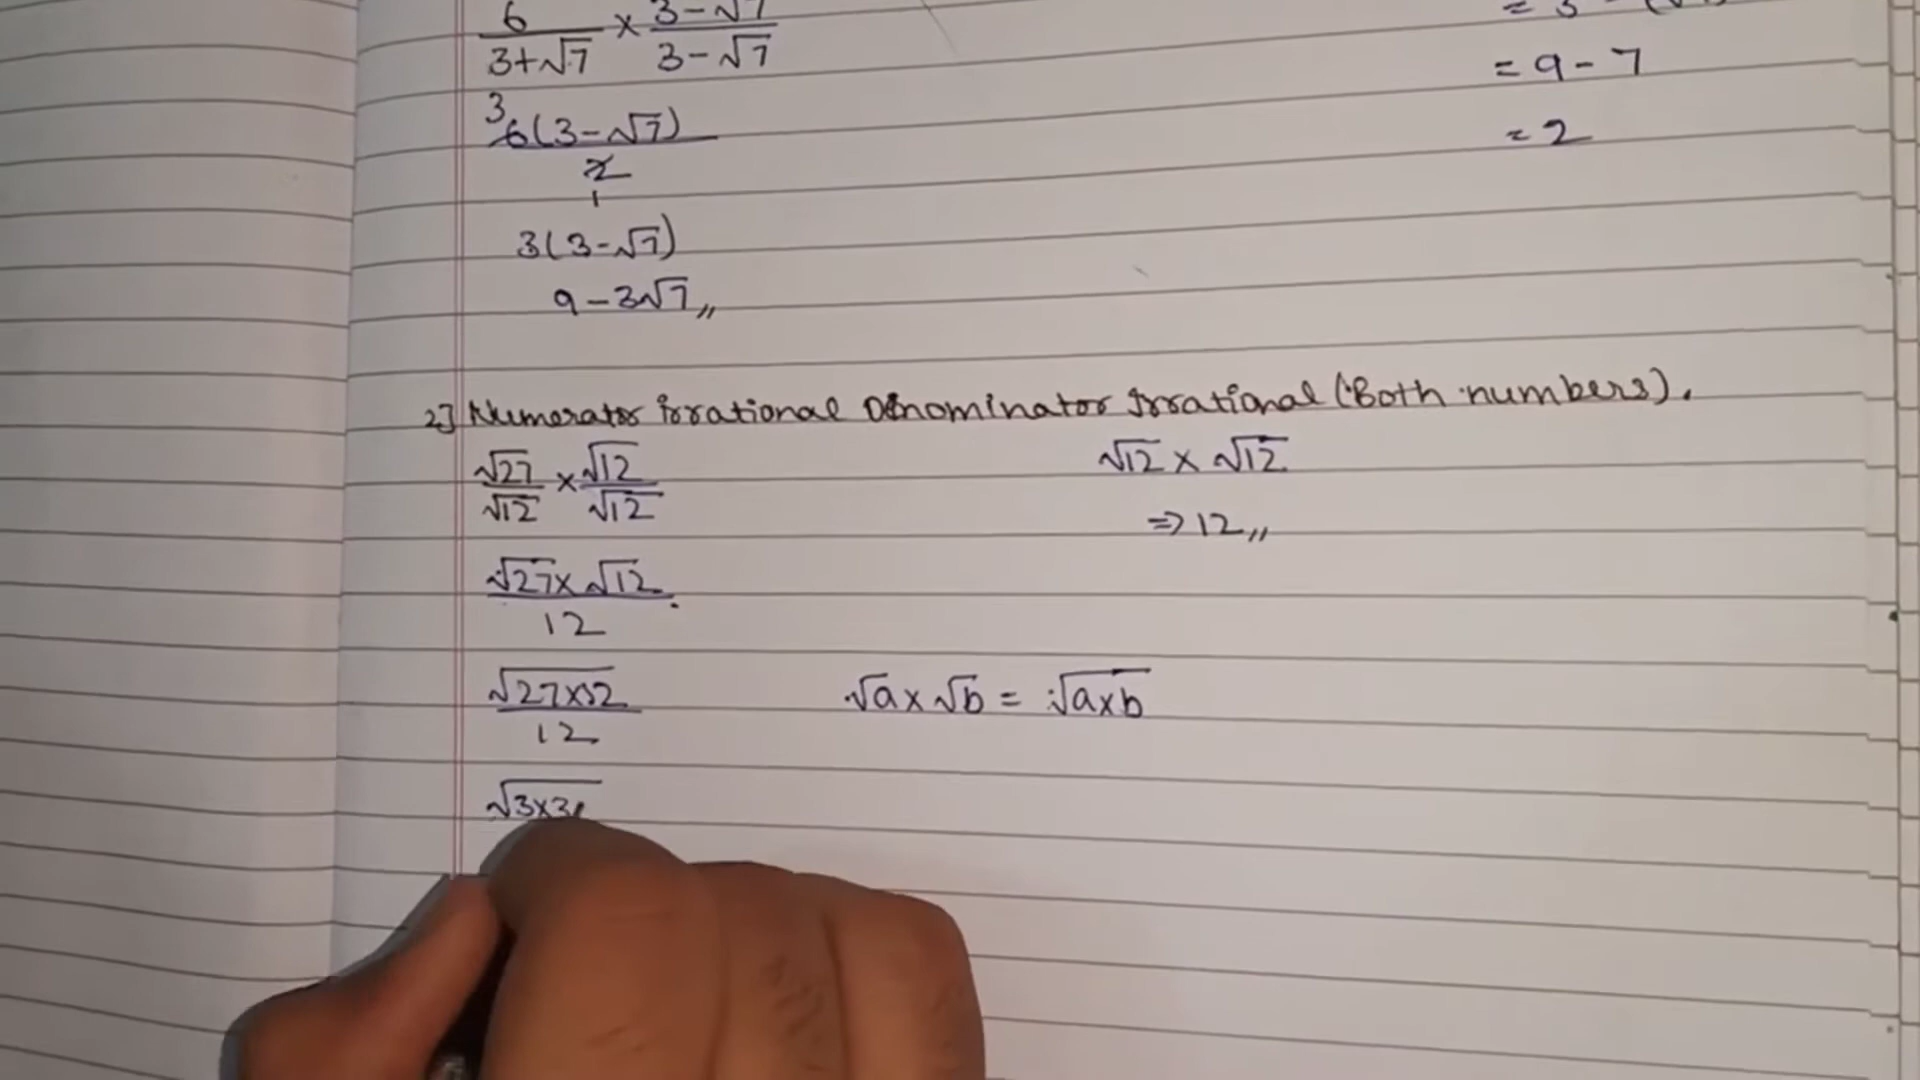 6/3+√7 × 3-√7/3-√7
= 9 - 7
3 6(3-√7)/2 1
= 2
3(3-√7)
9-3√7,,
2] Numerator irrational Denominator Irrational (Both numbers).
√27/√12 × √12/√12
√12 × √12
⇒ 12,,
√27 × √12/12
√27×12/12
√a × √b = √a×b
√3×3